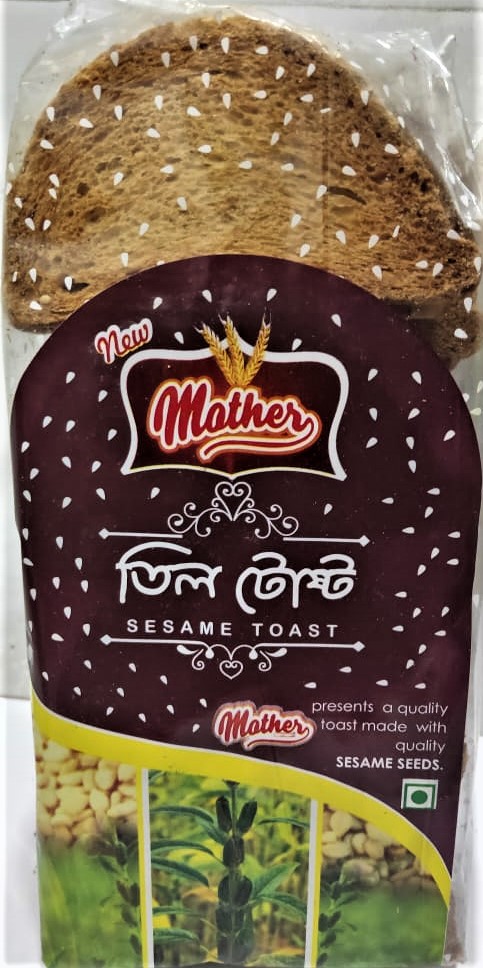 New
Mother
তিল টোষ্ট
SESAME TOAST
Mother presents a quality
toast made with
quality
SESAME SEEDS.